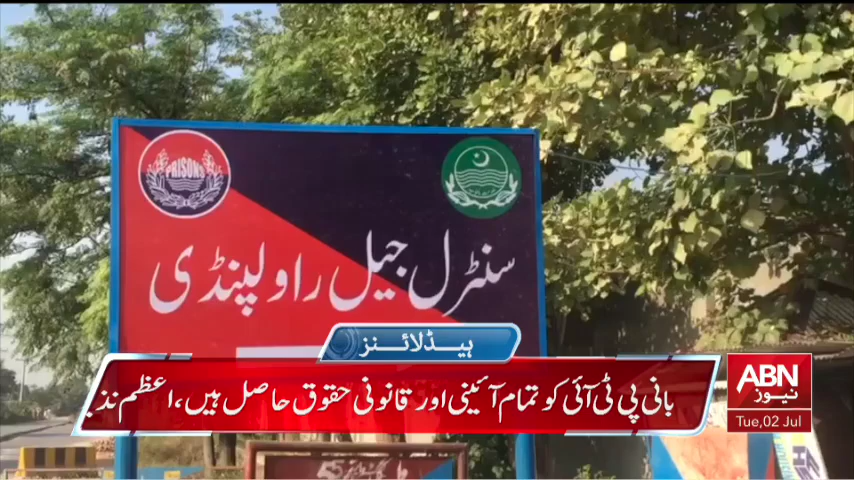 PRISONS
سنٹرل جیل راولپنڈی
ہیڈلائنز
بانی پی ٹی آئی کو تمام آئینی اور قانونی حقوق حاصل ہیں، اعظم نذیر
ABN
نیوز
Tue,02 Jul